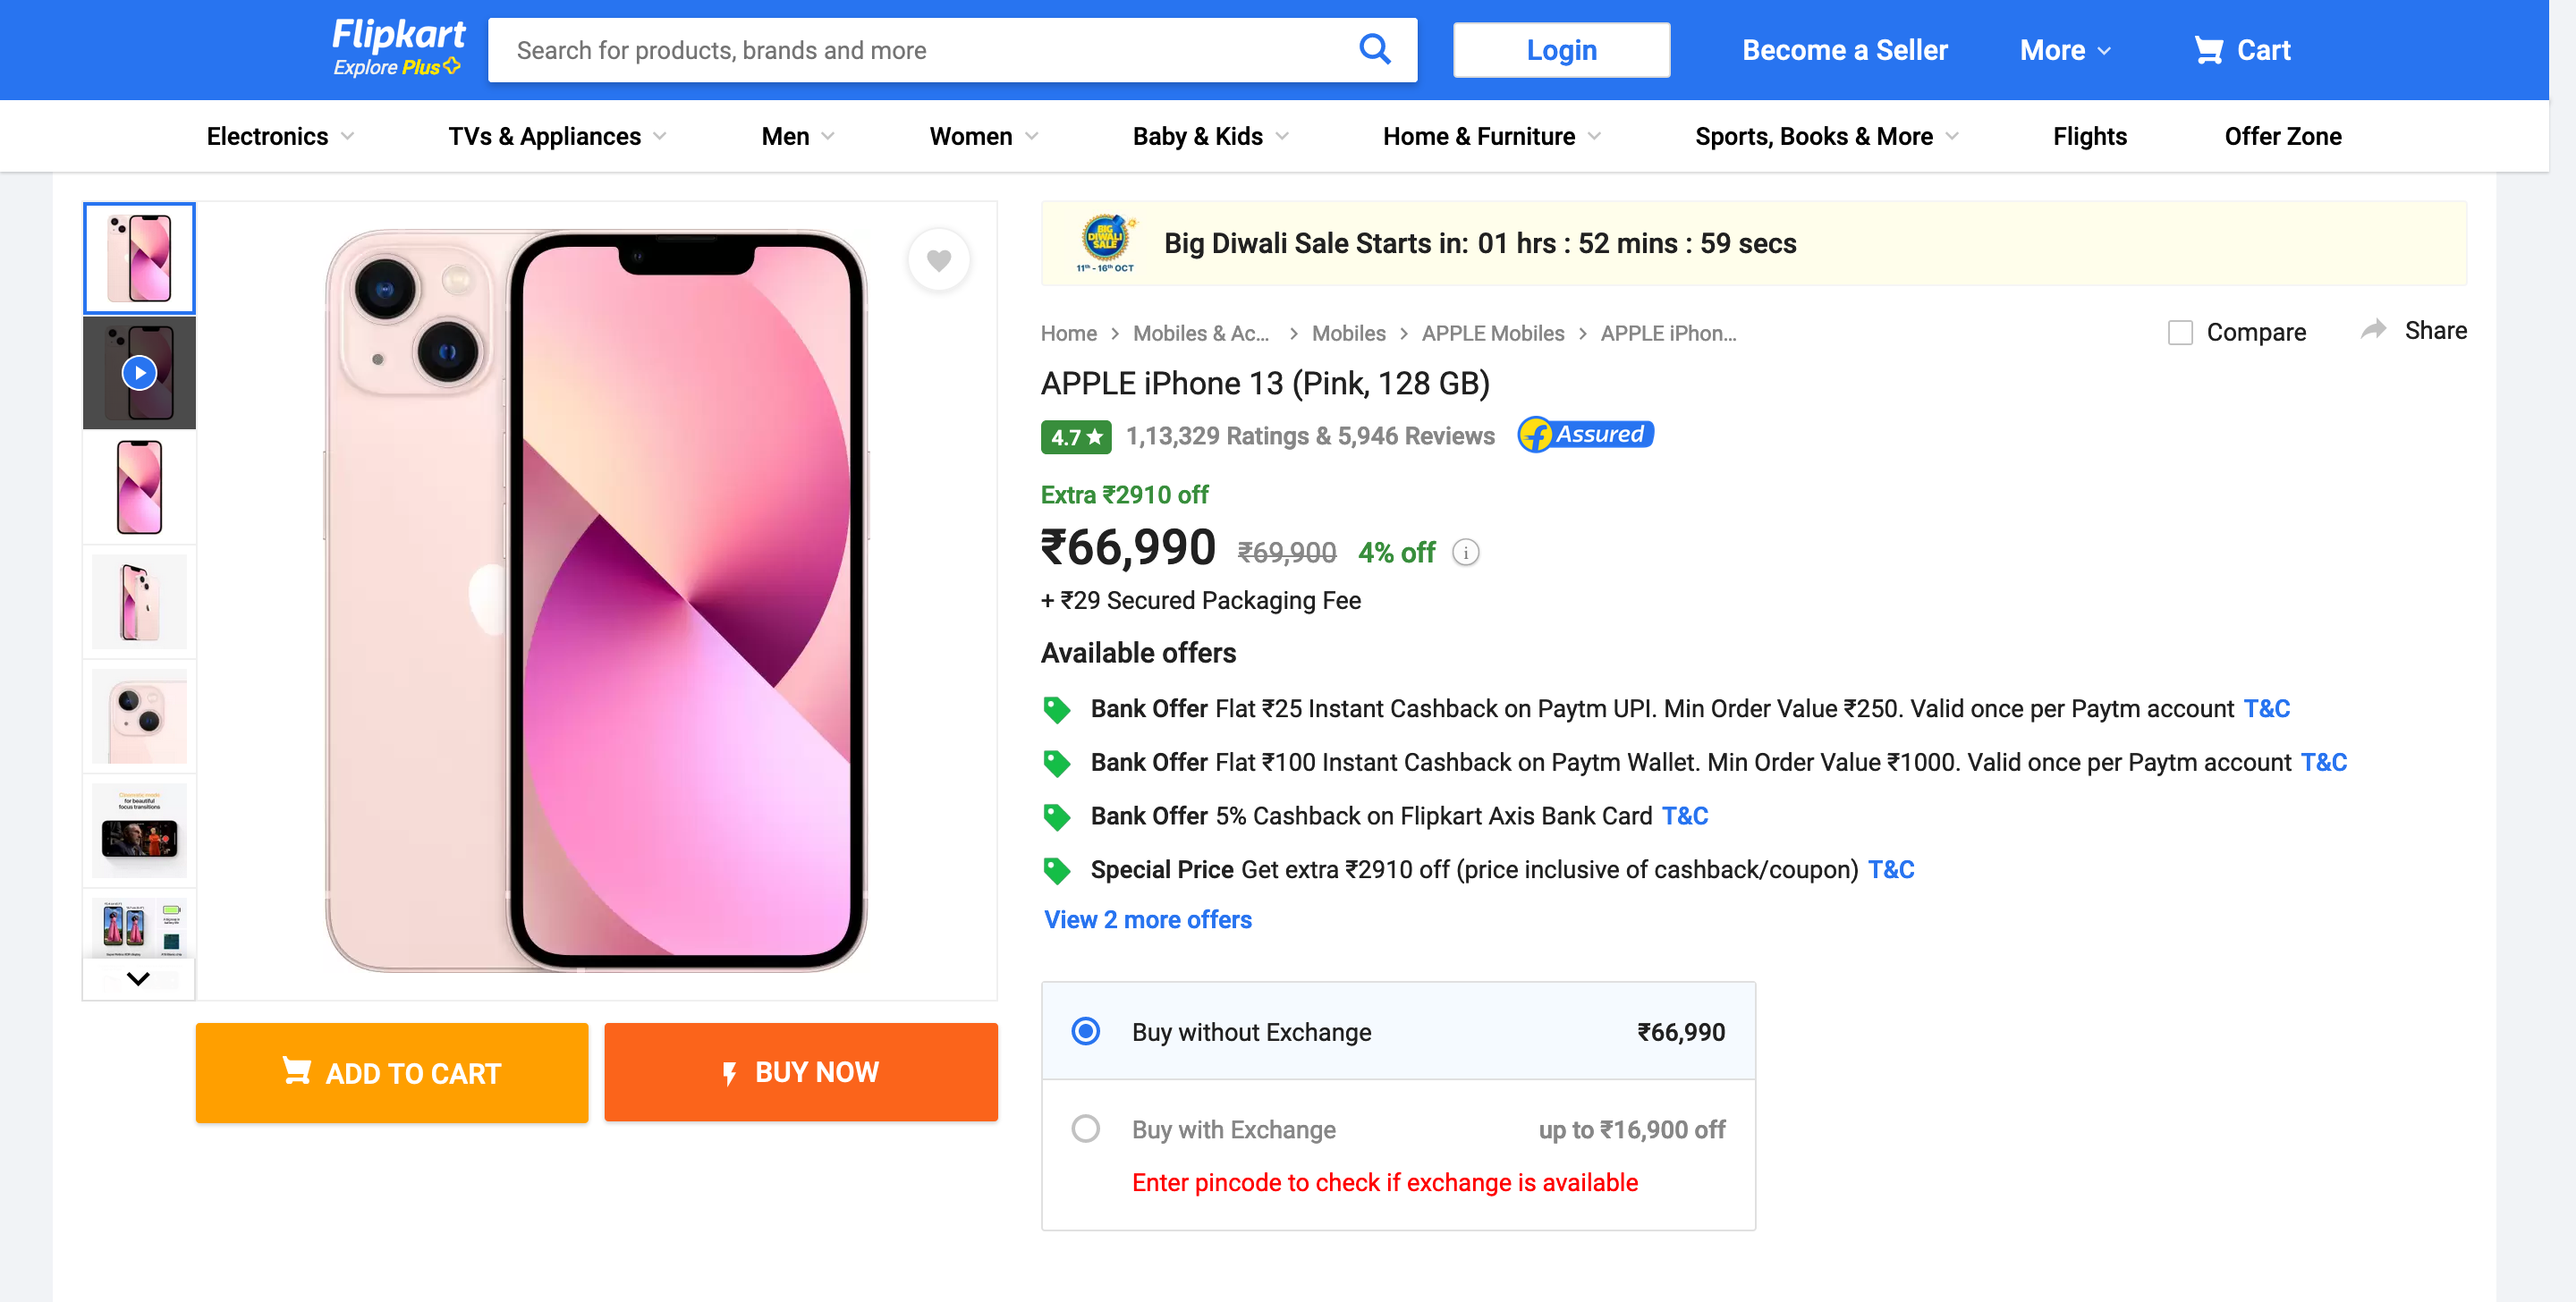 Flipkart
Explore Plus
Search for products, brands and more
Login
Become a Seller
More
Cart
Electronics
TVs & Appliances
Men
Women
Baby & Kids
Home & Furniture
Sports, Books & More
Flights
Offer Zone
BIG DIWALI SALE
11th - 16th OCT
Big Diwali Sale Starts in: 01 hrs : 52 mins : 59 secs
Home > Mobiles & Ac... > Mobiles > APPLE Mobiles > APPLE iPhon...
Compare
Share
APPLE iPhone 13 (Pink, 128 GB)
4.7★ 1,13,329 Ratings & 5,946 Reviews
Assured
Extra ₹2910 off
₹66,990 ₹69,900 4% off
+ ₹29 Secured Packaging Fee
Available offers
Bank Offer Flat ₹25 Instant Cashback on Paytm UPI. Min Order Value ₹250. Valid once per Paytm account T&C
Bank Offer Flat ₹100 Instant Cashback on Paytm Wallet. Min Order Value ₹1000. Valid once per Paytm account T&C
Bank Offer 5% Cashback on Flipkart Axis Bank Card T&C
Special Price Get extra ₹2910 off (price inclusive of cashback/coupon) T&C
View 2 more offers
Buy without Exchange ₹66,990
Buy with Exchange up to ₹16,900 off
Enter pincode to check if exchange is available
for beautiful
focus transitions
ADD TO CART
BUY NOW